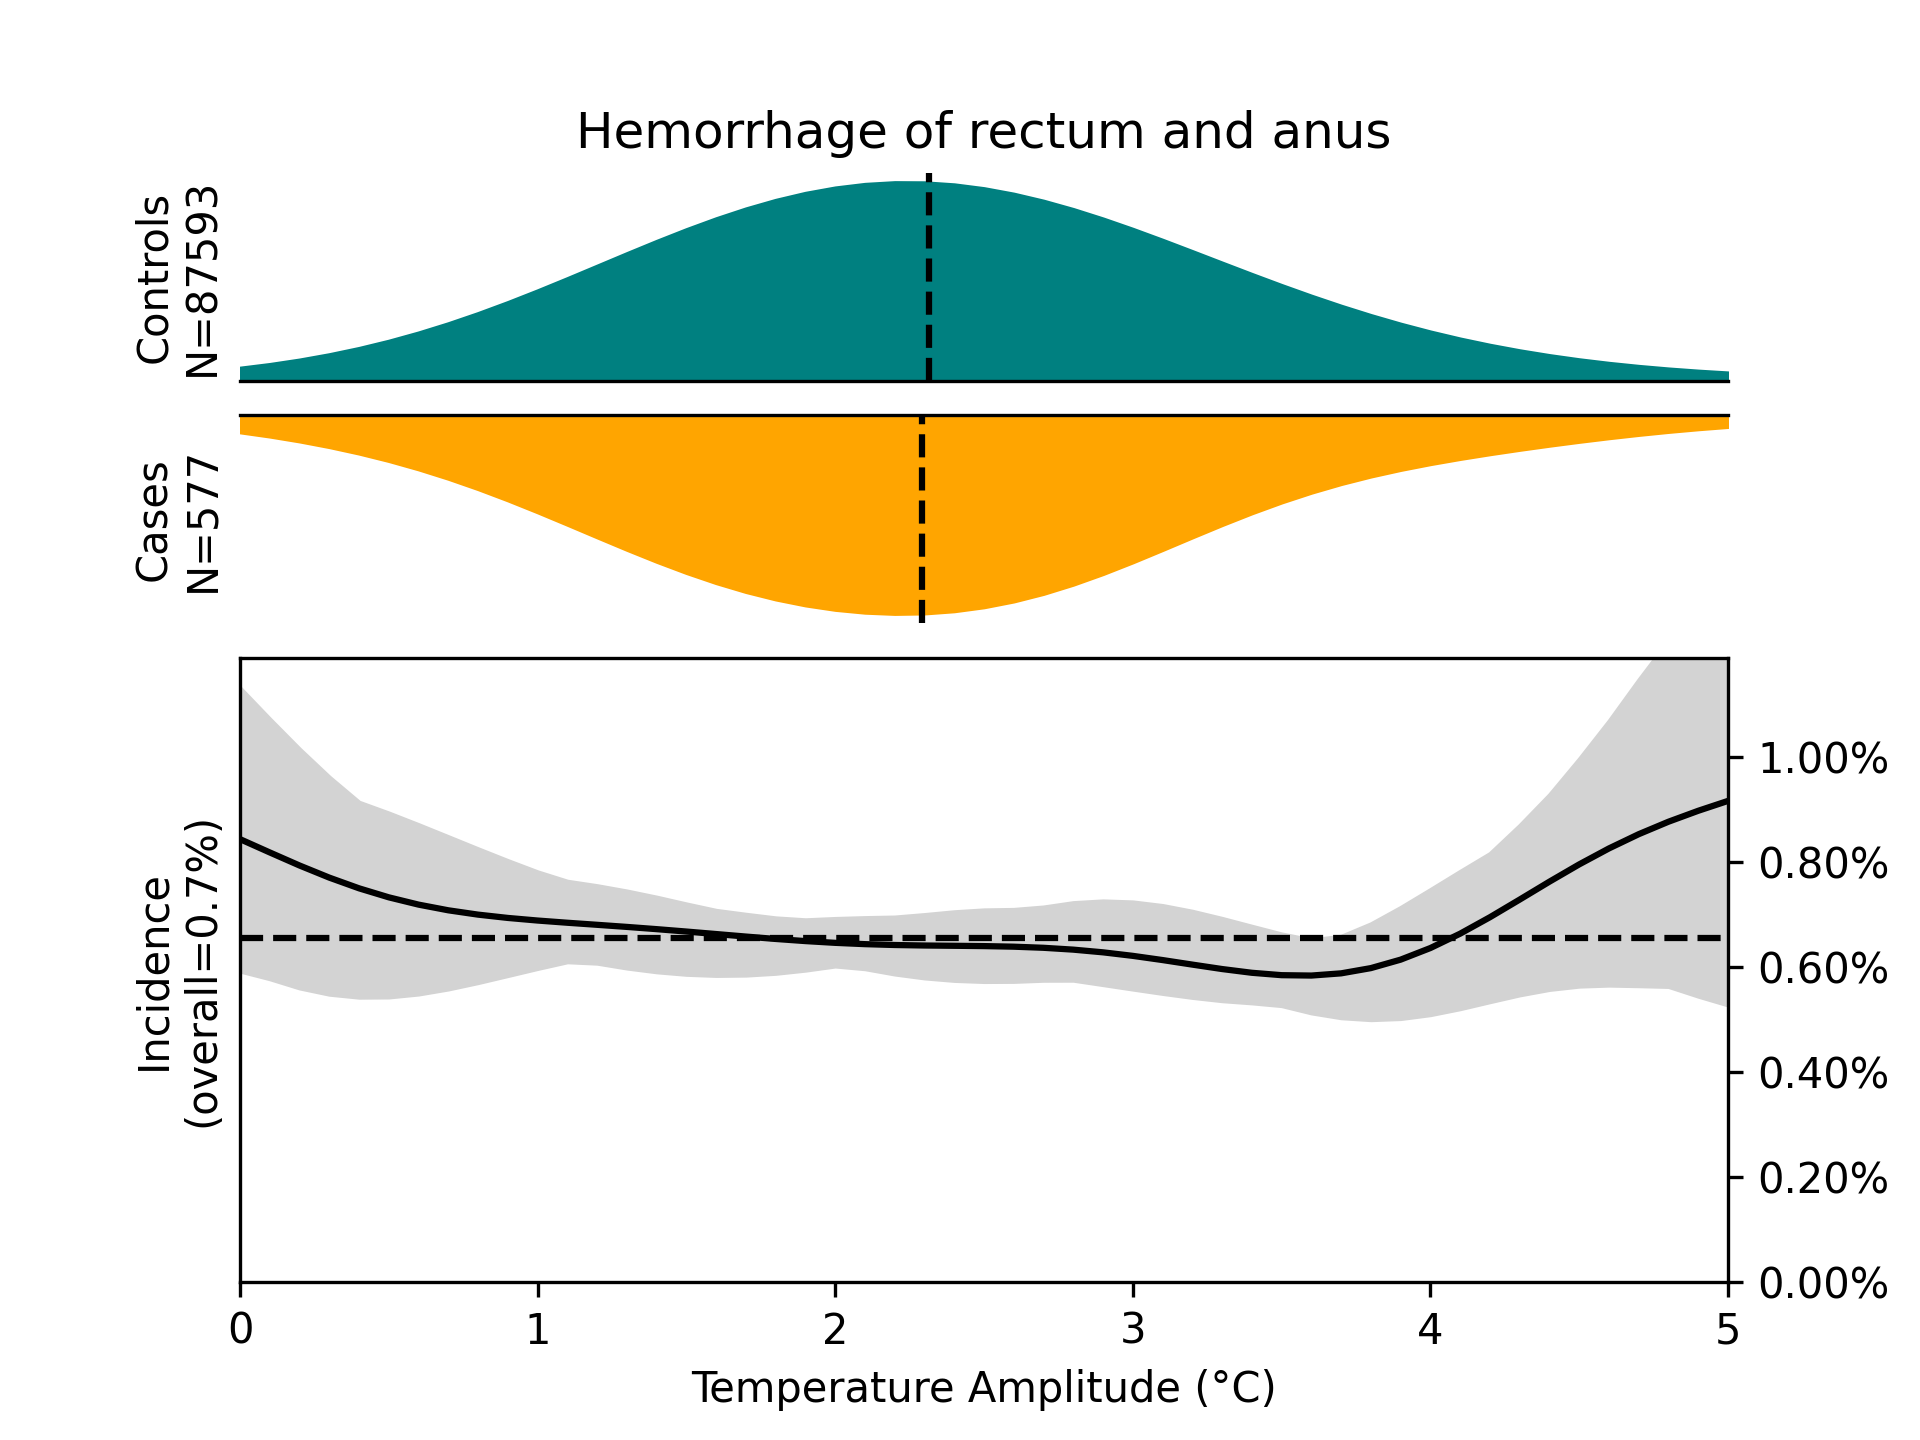 Hemorrhage of rectum and anus
Controls
N=87593
Cases
N=577
Incidence
(overall=0.7%)
1.00%
0.80%
0.60%
0.40%
0.20%
0.00%
0 1 2 3 4 5
Temperature Amplitude (°C)